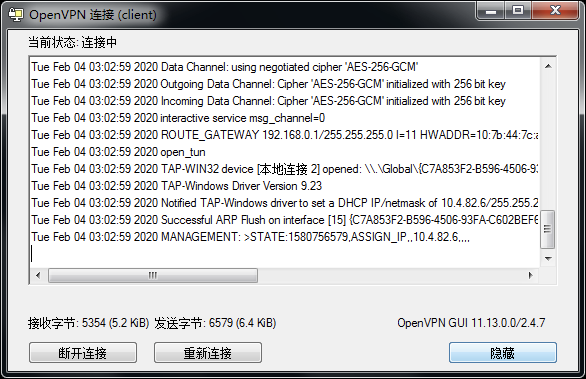 OpenVPN 连接 (client)
当前状态: 连接中
Tue Feb 04 03:02:59 2020 Data Channel: using negotiated cipher 'AES-256-GCM'
Tue Feb 04 03:02:59 2020 Outgoing Data Channel: Cipher 'AES-256-GCM' initialized with 256 bit key
Tue Feb 04 03:02:59 2020 Incoming Data Channel: Cipher 'AES-256-GCM' initialized with 256 bit key
Tue Feb 04 03:02:59 2020 interactive service msg_channel=0
Tue Feb 04 03:02:59 2020 ROUTE_GATEWAY 192.168.0.1/255.255.255.0 I=11 HWADDR=10:7b:44:7c:a
Tue Feb 04 03:02:59 2020 open_tun
Tue Feb 04 03:02:59 2020 TAP-WIN32 device [本地连接 2] opened: \\.\Global\{C7A853F2-B596-4506-93
Tue Feb 04 03:02:59 2020 TAP-Windows Driver Version 9.23
Tue Feb 04 03:02:59 2020 Notified TAP-Windows driver to set a DHCP IP/netmask of 10.4.82.6/255.255.2
Tue Feb 04 03:02:59 2020 Successful ARP Flush on interface [15] {C7A853F2-B596-4506-93FA-C602BEF6
Tue Feb 04 03:02:59 2020 MANAGEMENT: >STATE:1580756579,ASSIGN_IP,,10.4.82.6,,,,
接收字节: 5354 (5.2 KiB) 发送字节: 6579 (6.4 KiB) OpenVPN GUI 11.13.0.0/2.4.7
断开连接 重新连接 隐藏